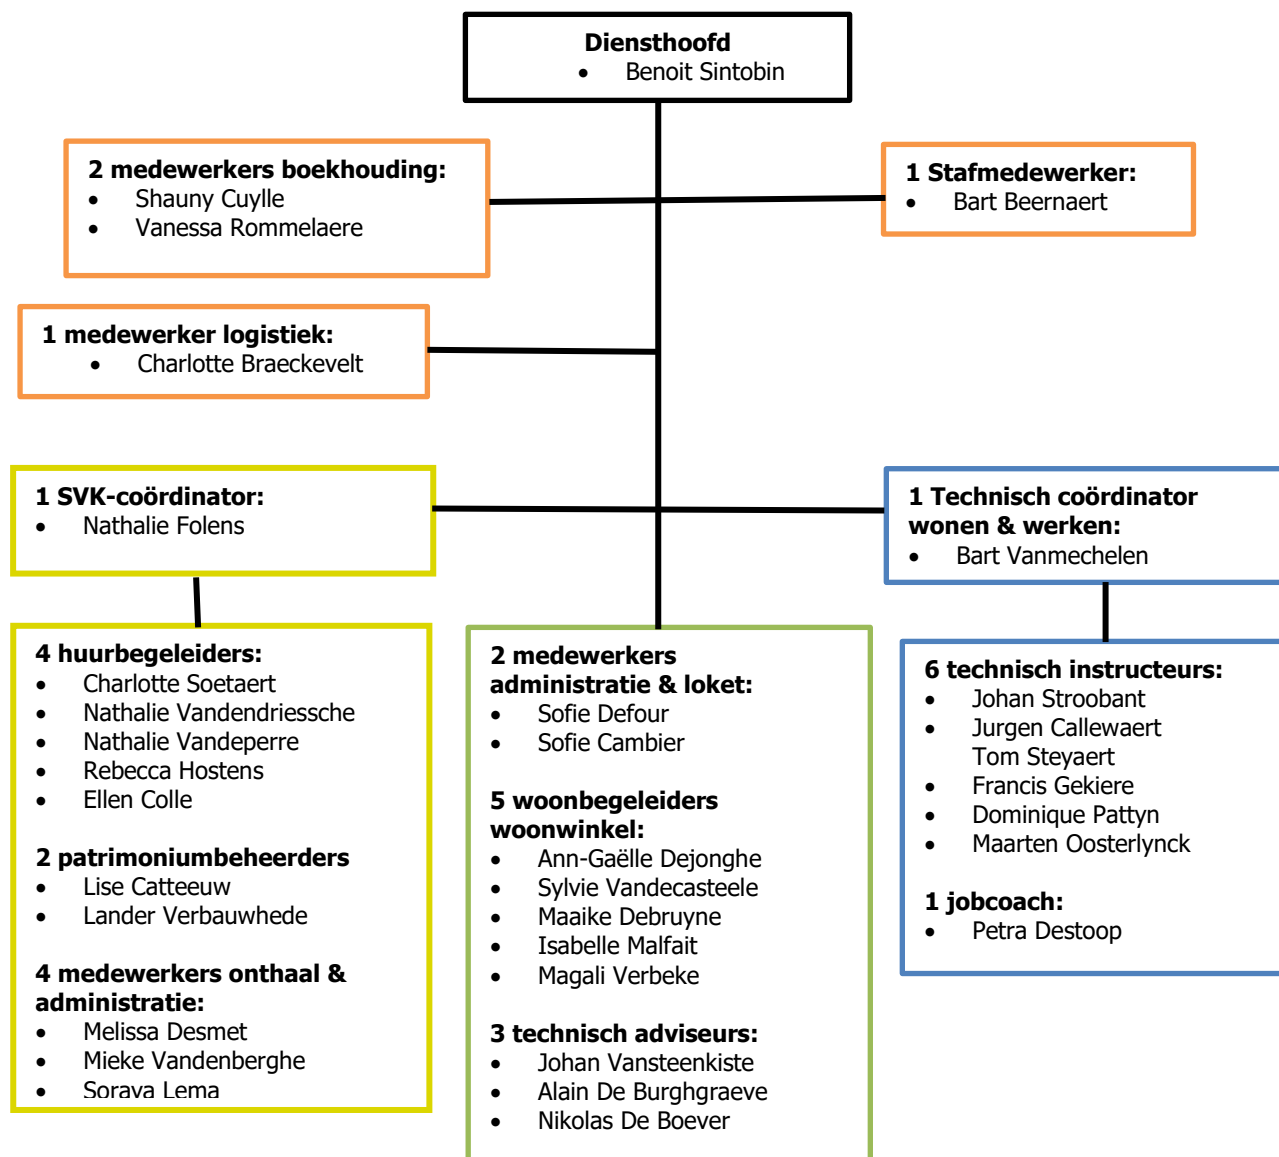 Diensthoofd
• Benoit Sintobin
2 medewerkers boekhouding:
• Shauny Cuylle
• Vanessa Rommelaere
1 Stafmedewerker:
• Bart Beernaert
1 medewerker logistiek:
• Charlotte Braeckevelt
1 SVK-coördinator:
• Nathalie Folens
1 Technisch coördinator
wonen & werken:
• Bart Vanmechelen
4 huurbegeleiders:
• Charlotte Soetaert
• Nathalie Vandendriessche
• Nathalie Vandeperre
• Rebecca Hostens
• Ellen Colle
2 patrimoniumbeheerders
• Lise Catteeuw
• Lander Verbauwhede
4 medewerkers onthaal &
administratie:
• Melissa Desmet
• Mieke Vandenberghe
• Soraya Lema
2 medewerkers
administratie & loket:
• Sofie Defour
• Sofie Cambier
5 woonbegeleiders
woonwinkel:
• Ann-Gaëlle Dejonghe
• Sylvie Vandecasteele
• Maaike Debruyne
• Isabelle Malfait
• Magali Verbeke
3 technisch adviseurs:
• Johan Vansteenkiste
• Alain De Burghgraeve
• Nikolas De Boever
6 technisch instructeurs:
• Johan Stroobant
• Jurgen Callewaert
Tom Steyaert
• Francis Gekiere
• Dominique Pattyn
• Maarten Oosterlynck
1 jobcoach:
• Petra Destoop